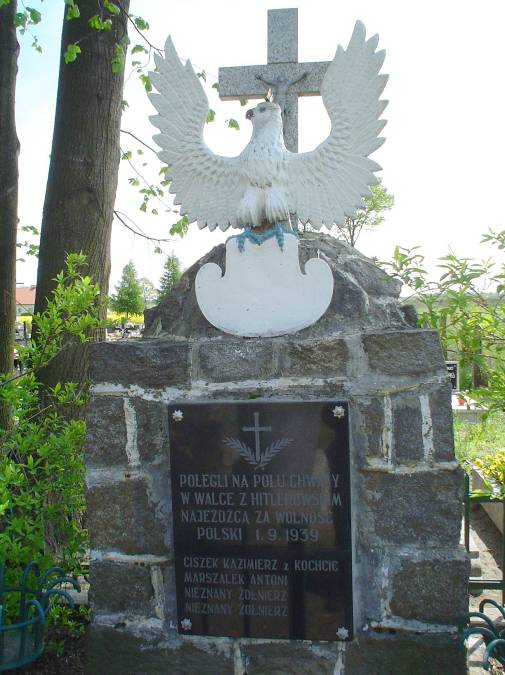 POLEGLI NA POLU CHWAŁY
W WALCE Z HITLEROWSKIM
NAJEŹDŹCĄ ZA WOLNOŚĆ
POLSKI 1.9.1939
CISZEK KAZIMIERZ z KOCHCIC
MARSZAŁEK ANTONI
NIEZNANY ŻOŁNIERZ
NIEZNANY ŻOŁNIERZ